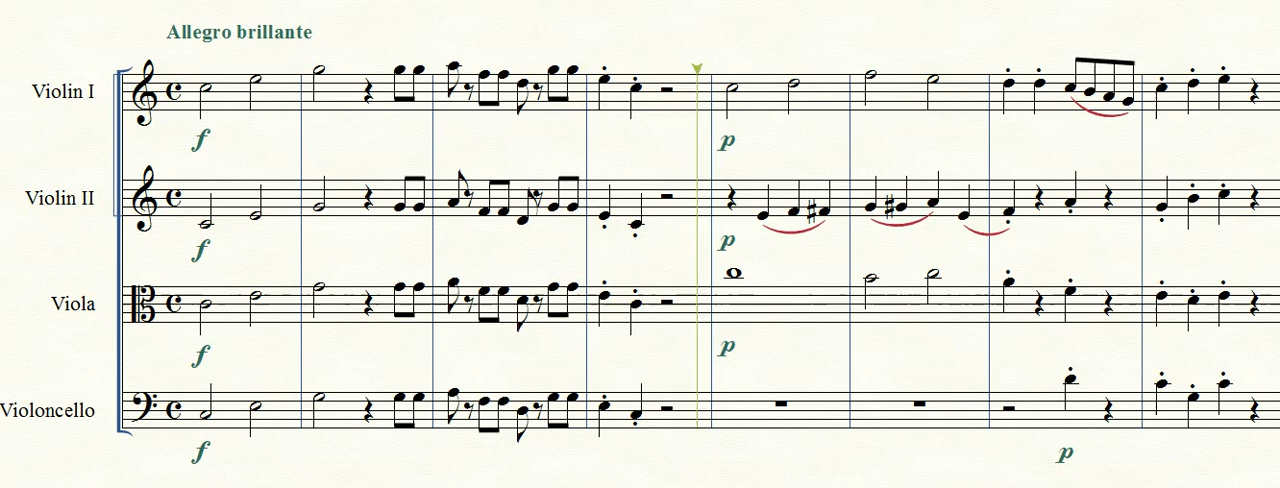 Allegro brillante
Violin I
f
p
Violin II
f
p
Viola
f
p
Violoncello
f
p